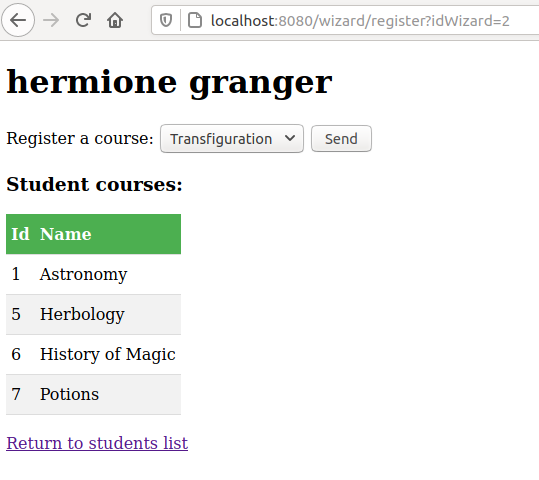 localhost:8080/wizard/register?idWizard=2
hermione granger
Register a course: Transfiguration Send
Student courses:
Id Name
1 Astronomy
5 Herbology
6 History of Magic
7 Potions
Return to students list